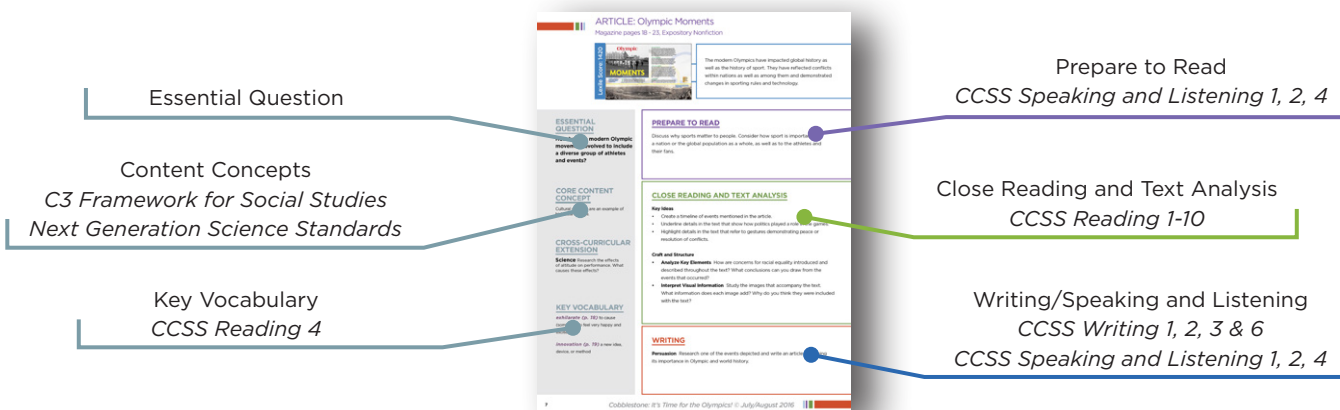 Essential Question
Content Concepts
C3 Framework for Social Studies
Next Generation Science Standards
Key Vocabulary
CCSS Reading 4
ARTICLE: Olympic Moments
Magazine pages 18 - 23, Expository Nonfiction
Lexile Score: 1420
Olympic
MOMENTS
The modern Olympics have impacted global history as
well as the history of sport. They have reflected conflicts
within nations as well as among them and demonstrated
changes in sporting rules and technology.
ESSENTIAL
QUESTION
modern Olympic
movement evolved to include
a diverse group of athletes
and events?
CORE CONTENT
CONCEPT
Cultural are an example of
CROSS-CURRICULAR
EXTENSION
Science Research the effects
of attitude on performance. What
causes these effects?
KEY VOCABULARY
exhilarate (p. 18) to cause
feel very happy and
innovation (p. 19) a new idea,
device, or method
PREPARE TO READ
Discuss why sports matter to people. Consider how sport is important
a nation or the global population as a whole, as well as to the athletes and
their fans.
CLOSE READING AND TEXT ANALYSIS
Key Ideas
• Create a timeline of events mentioned in the article.
• Underline details in the text that show how politics played a role games
• Highlight details in the text that refer to gestures demonstrating peace or
resolution of conflicts.
Craft and Structure
• Analyze Key Elements How are concerns for racial equality introduced and
described throughout the text? What conclusions can you draw from the
events that occurred?
• Interpret Visual Information Study the images that accompany the text.
What information does each image add? Why do you think they were included
with the text?
WRITING
Persuasion Research one of the events depicted and write an article
its importance in Olympic and world history.
Cobblestone: It's Time for the Olympics! © July/August 2016
Prepare to Read
CCSS Speaking and Listening 1, 2, 4
Close Reading and Text Analysis
CCSS Reading 1-10
Writing/Speaking and Listening
CCSS Writing 1, 2, 3 & 6
CCSS Speaking and Listening 1, 2, 4